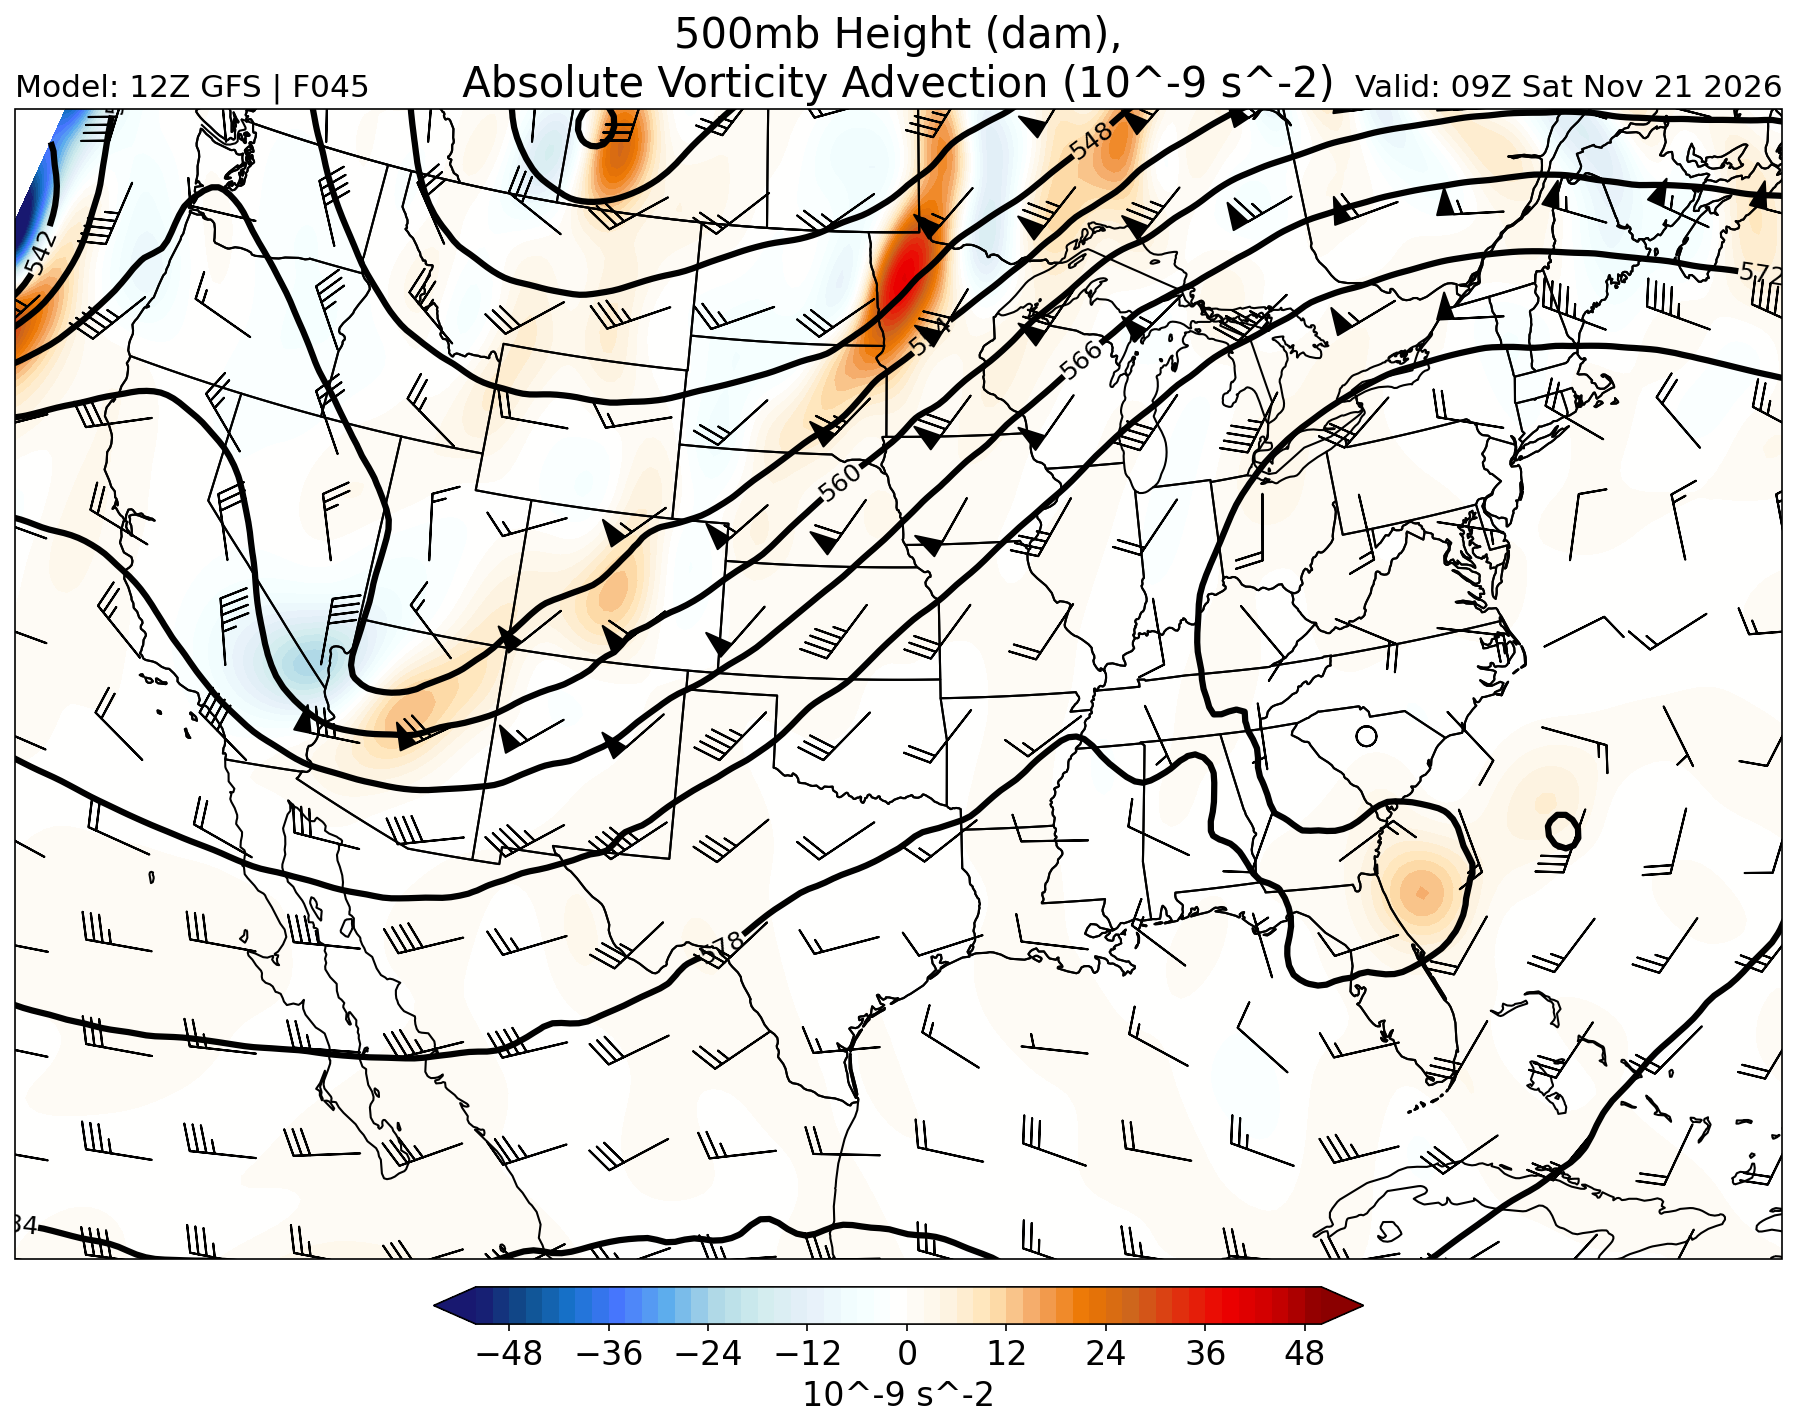 500mb Height (dam),
Model: 12Z GFS | F045
Absolute Vorticity Advection (10^-9 s^-2)
Valid: 09Z Sat Nov 21 2026
548
542
572
566
560
578
−48 −36 −24 −12 0 12 24 36 48
10^-9 s^-2